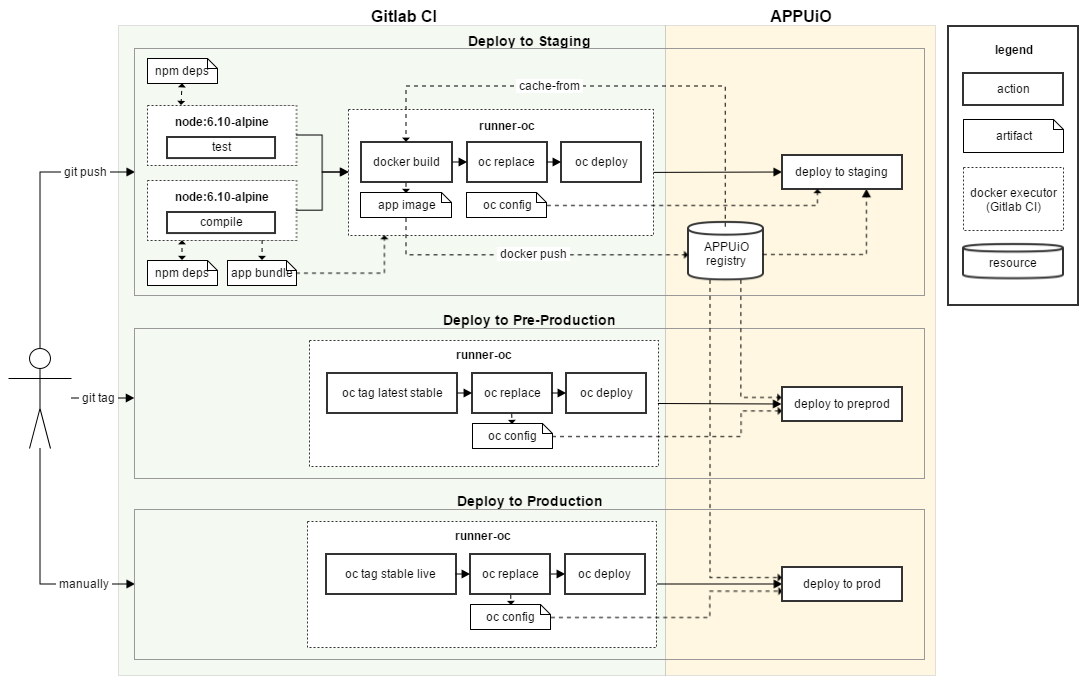 Gitlab CI
APPUiO
Deploy to Staging
npm deps
node:6.10-alpine
test
node:6.10-alpine
compile
npm deps
app bundle
git push
cache-from
runner-oc
docker build
oc replace
oc deploy
app image
oc config
docker push
deploy to staging
APPUiO
registry
legend
action
artifact
docker executor
(Gitlab CI)
resource
Deploy to Pre-Production
git tag
runner-oc
oc tag latest stable
oc replace
oc deploy
oc config
deploy to preprod
Deploy to Production
manually
runner-oc
oc tag stable live
oc replace
oc deploy
oc config
deploy to prod